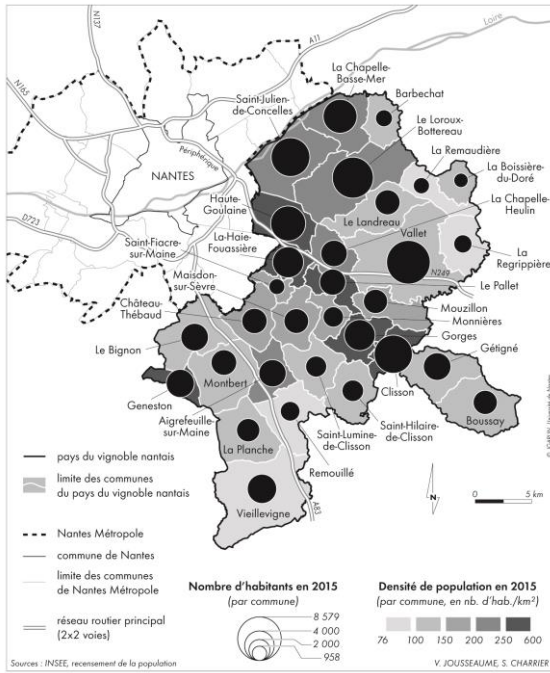 N137
A11
Loire
N165
La Chapelle-
Basse-Mer
Saint-Julien-
de-Concelles
Barbechat
Le Loroux-
Bottereau
La Remaudière
La Boissière-
du-Doré
Périphérique
NANTES
Haute-
Goulaine
La Chapelle-
Heulin
D723
La-Haie-
Fouassière
Le Landreau
Vallet
Saint-Fiacre-
sur-Maine
La
Regrippière
Maisdon-
sur-Sèvre
N249
Le Pallet
Château-
Thébaud
Mouzillon
Monnières
Gorges
Le Bignon
Gétigné
Montbert
Clisson
Geneston
Aigrefeuille-
sur-Maine
Saint-Hilaire-
de-Clisson
Boussay
Saint-Lumine-
de-Clisson
La Planche
Remouillé
Vieillevigne
A83
N
0 5 km
pays du vignoble nantais
limite des communes
du pays du vignoble nantais
Nantes Métropole
commune de Nantes
limite des communes
de Nantes Métropole
réseau routier principal
(2x2 voies)
Nombre d'habitants en 2015
(par commune)
8 579
4 000
2 000
958
Densité de population en 2015
(par commune, en nb. d'hab./km²)
76 100 150 200 250 600
Sources : INSEE, recensement de la population
V. JOUSSEAUME, S. CHARRIER